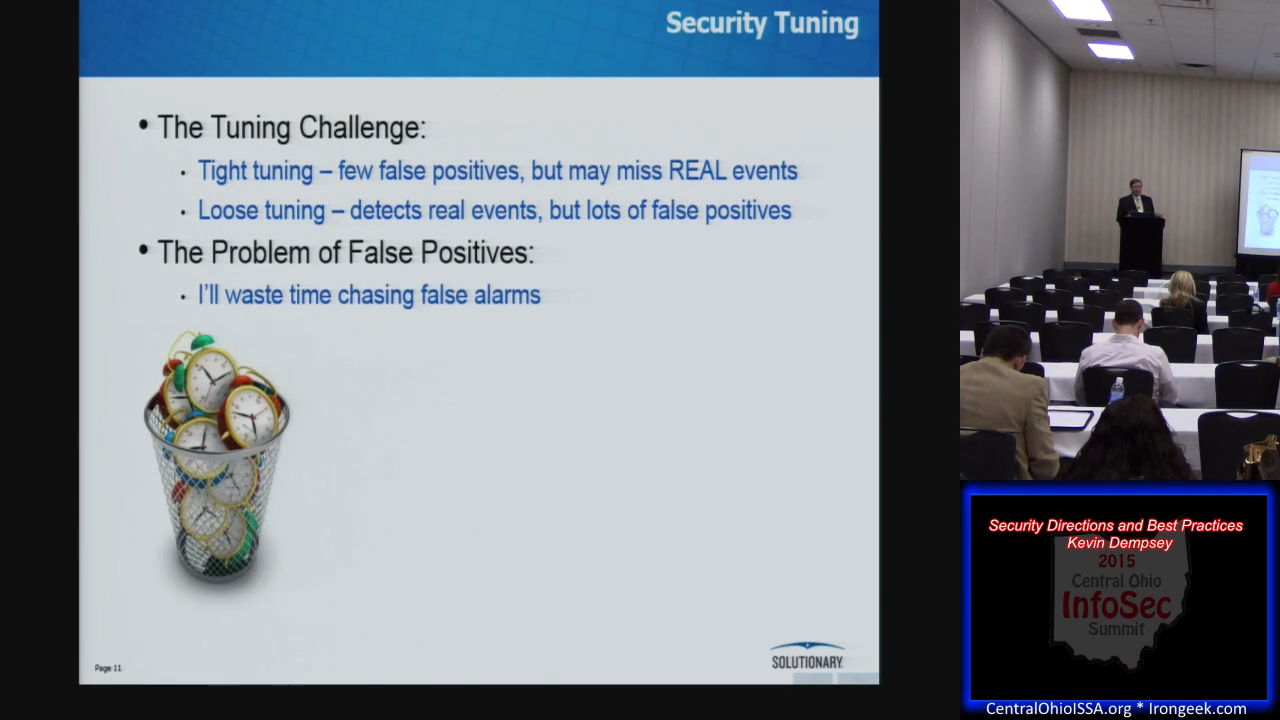 Security Tuning
• The Tuning Challenge:
• Tight tuning – few false positives, but may miss REAL events
• Loose tuning – detects real events, but lots of false positives
• The Problem of False Positives:
• I'll waste time chasing false alarms
Page 11
SOLUTIONARY
Security Directions and Best Practices
Kevin Dempsey
2015
Central Ohio
InfoSec
Summit
CentralOhioISSA.org * Irongeek.com